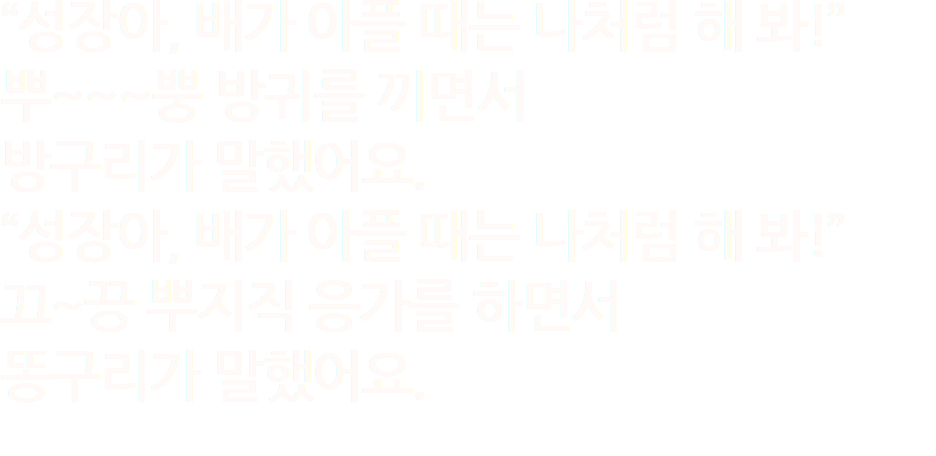 “성장아, 배가 아플 때는 나처럼 해 봐!”
뿌~~~뿡 방귀를 끼면서
방구리가 말했어요.
“성장아, 배가 아플 때는 나처럼 해 봐!”
끄~끙 뿌지직 응가를 하면서
똥구리가 말했어요.